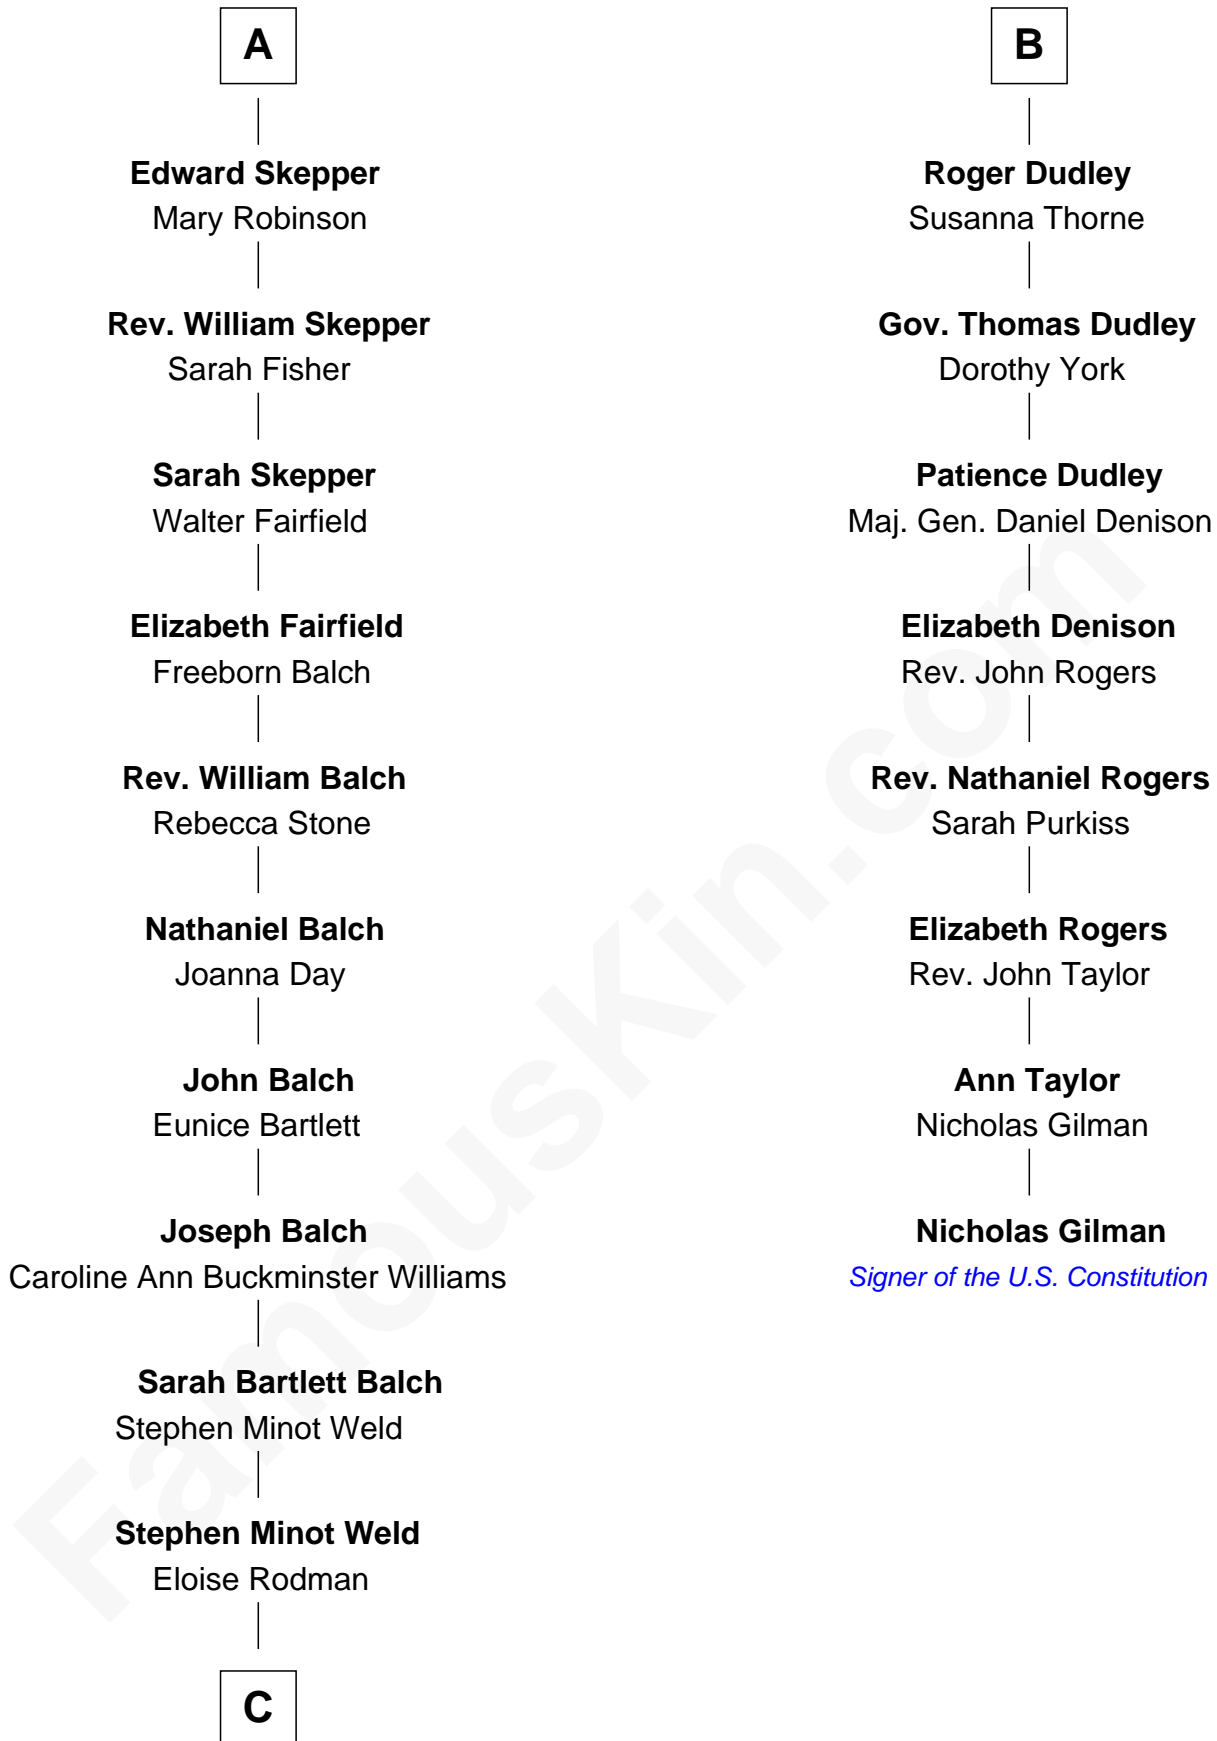 A
Edward Skepper
Mary Robinson
Rev. William Skepper
Sarah Fisher
Sarah Skepper
Walter Fairfield
Elizabeth Fairfield
Freeborn Balch
Rev. William Balch
Rebecca Stone
Nathaniel Balch
Joanna Day
John Balch
Eunice Bartlett
Joseph Balch
Caroline Ann Buckminster Williams
Sarah Bartlett Balch
Stephen Minot Weld
Stephen Minot Weld
Eloise Rodman
C
B
Roger Dudley
Susanna Thorne
Gov. Thomas Dudley
Dorothy York
Patience Dudley
Maj. Gen. Daniel Denison
Elizabeth Denison
Rev. John Rogers
Rev. Nathaniel Rogers
Sarah Purkiss
Elizabeth Rogers
Rev. John Taylor
Ann Taylor
Nicholas Gilman
Nicholas Gilman
Signer of the U.S. Constitution
FamousKin.com